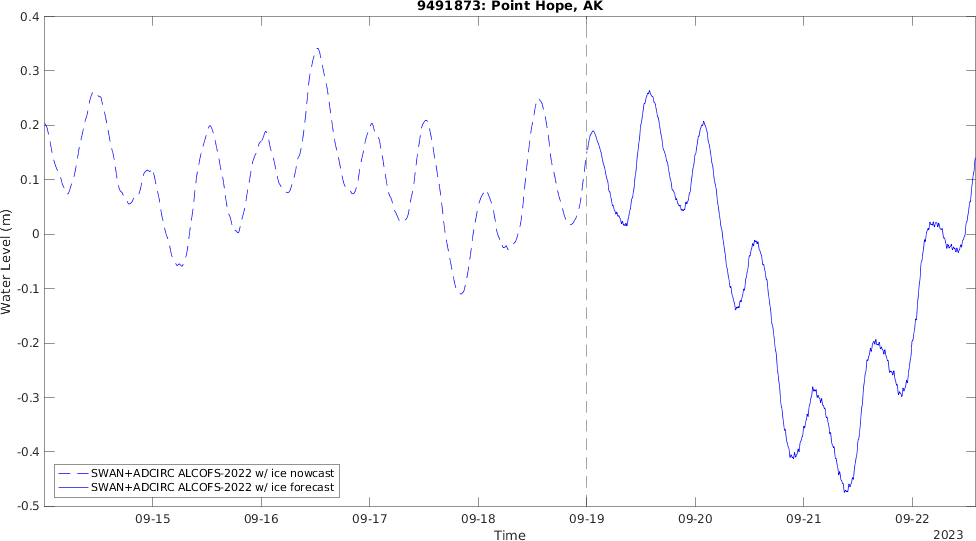 9491873: Point Hope, AK
0.4
0.3
0.2
0.1
0
-0.1
-0.2
-0.3
-0.4
-0.5
Water Level (m)
SWAN+ADCIRC ALCOFS-2022 w/ ice nowcast
SWAN+ADCIRC ALCOFS-2022 w/ ice forecast
09-15 09-16 09-17 09-18 09-19 09-20 09-21 09-22
Time
2023